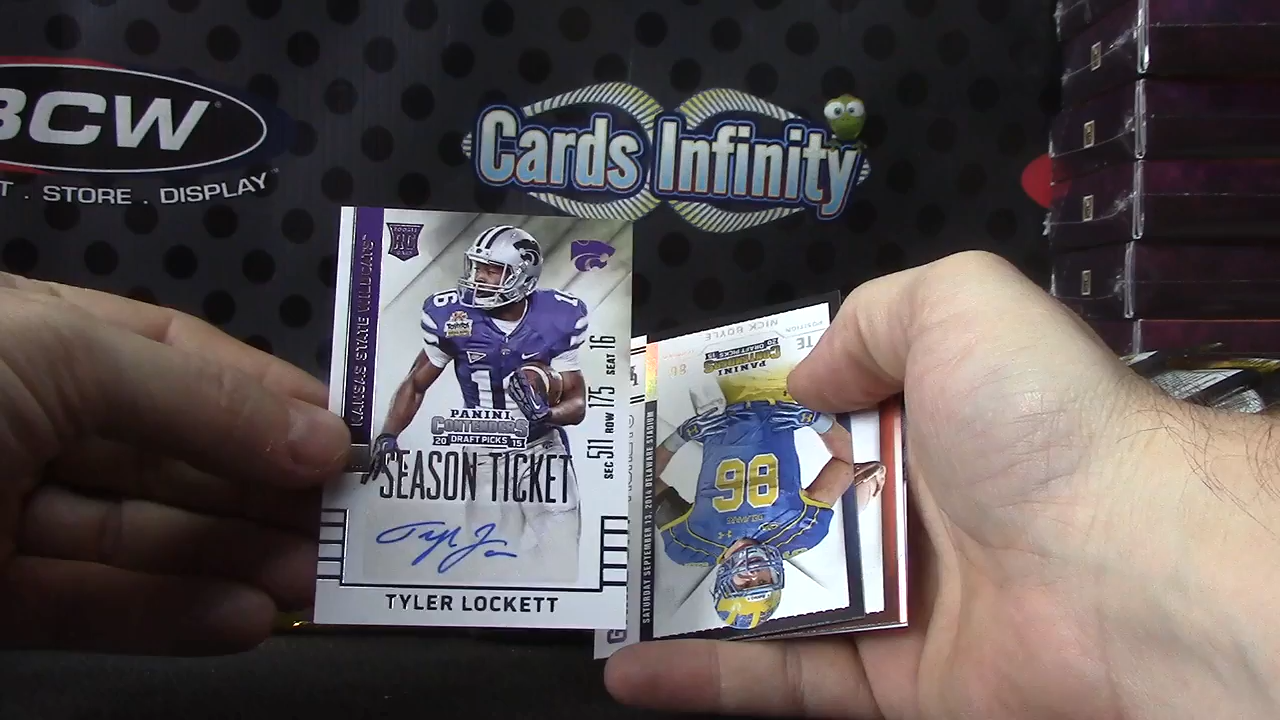 BCW
T . STORE . DISPLAY
Cards Infinity
KANSAS STATE WILDCATS
RC
16
1
PANINI
CONTENDERS
20 DRAFT PICKS 15
SEASON TICKET
SEC 511 ROW 175 SEAT 16
TYLER LOCKETT
NICK BOYLE
POSITION
TE
PANINI
CONTENDERS
20 DRAFT PICKS 15
86
SATURDAY SEPTEMBER 13, 2014 DELAWARE STADIUM